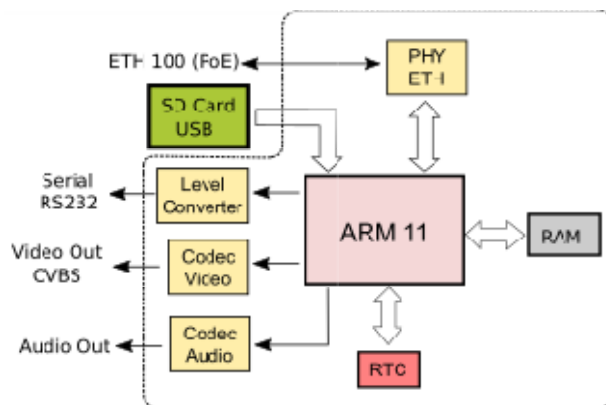 ETH 100 (FoE)
PHY
ETH
SD Card
USB
Serial
RS232
Level
Converter
ARM 11
RAM
Video Out
CVBS
Codec
Video
Audio Out
Codec
Audio
RTC